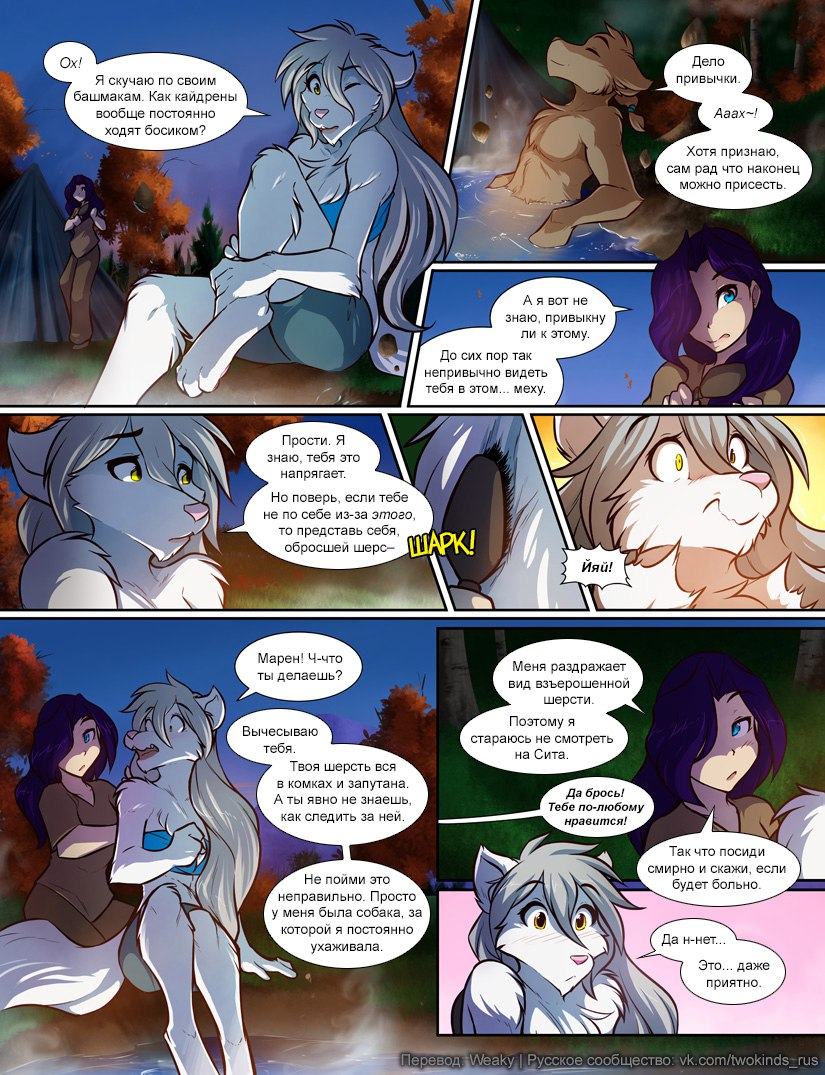 Ох!
Я скучаю по своим
башмакам. Как кайдрены
вообще постоянно
ходят босиком?
Дело
привычки.
Ааах~!
Хотя признаю,
сам рад что наконец
можно присесть.
А я вот не
знаю, привыкну
ли к этому.
До сих пор так
непривычно видеть
тебя в этом... меху.
Прости. Я
знаю, тебя это
напрягает.
Но поверь, если тебе
не по себе из-за этого,
то представь себя,
обросшей шерс–
ШАРК!
Йяй!
Марен! Ч-что
ты делаешь?
Вычесываю
тебя.
Твоя шерсть вся
в комках и запутана.
А ты явно не знаешь,
как следить за ней.
Не пойми это
неправильно. Просто
у меня была собака, за
которой я постоянно
ухаживала.
Меня раздражает
вид взъерошенной
шерсти.
Поэтому я
стараюсь не смотреть
на Сита.
Да брось!
Тебе по-любому
нравится!
Так что посиди
смирно и скажи, если
будет больно.
Да н-нет...
Это... даже
приятно.
Перевод: Weaky | Русское сообщество: vk.com/twokinds_rus